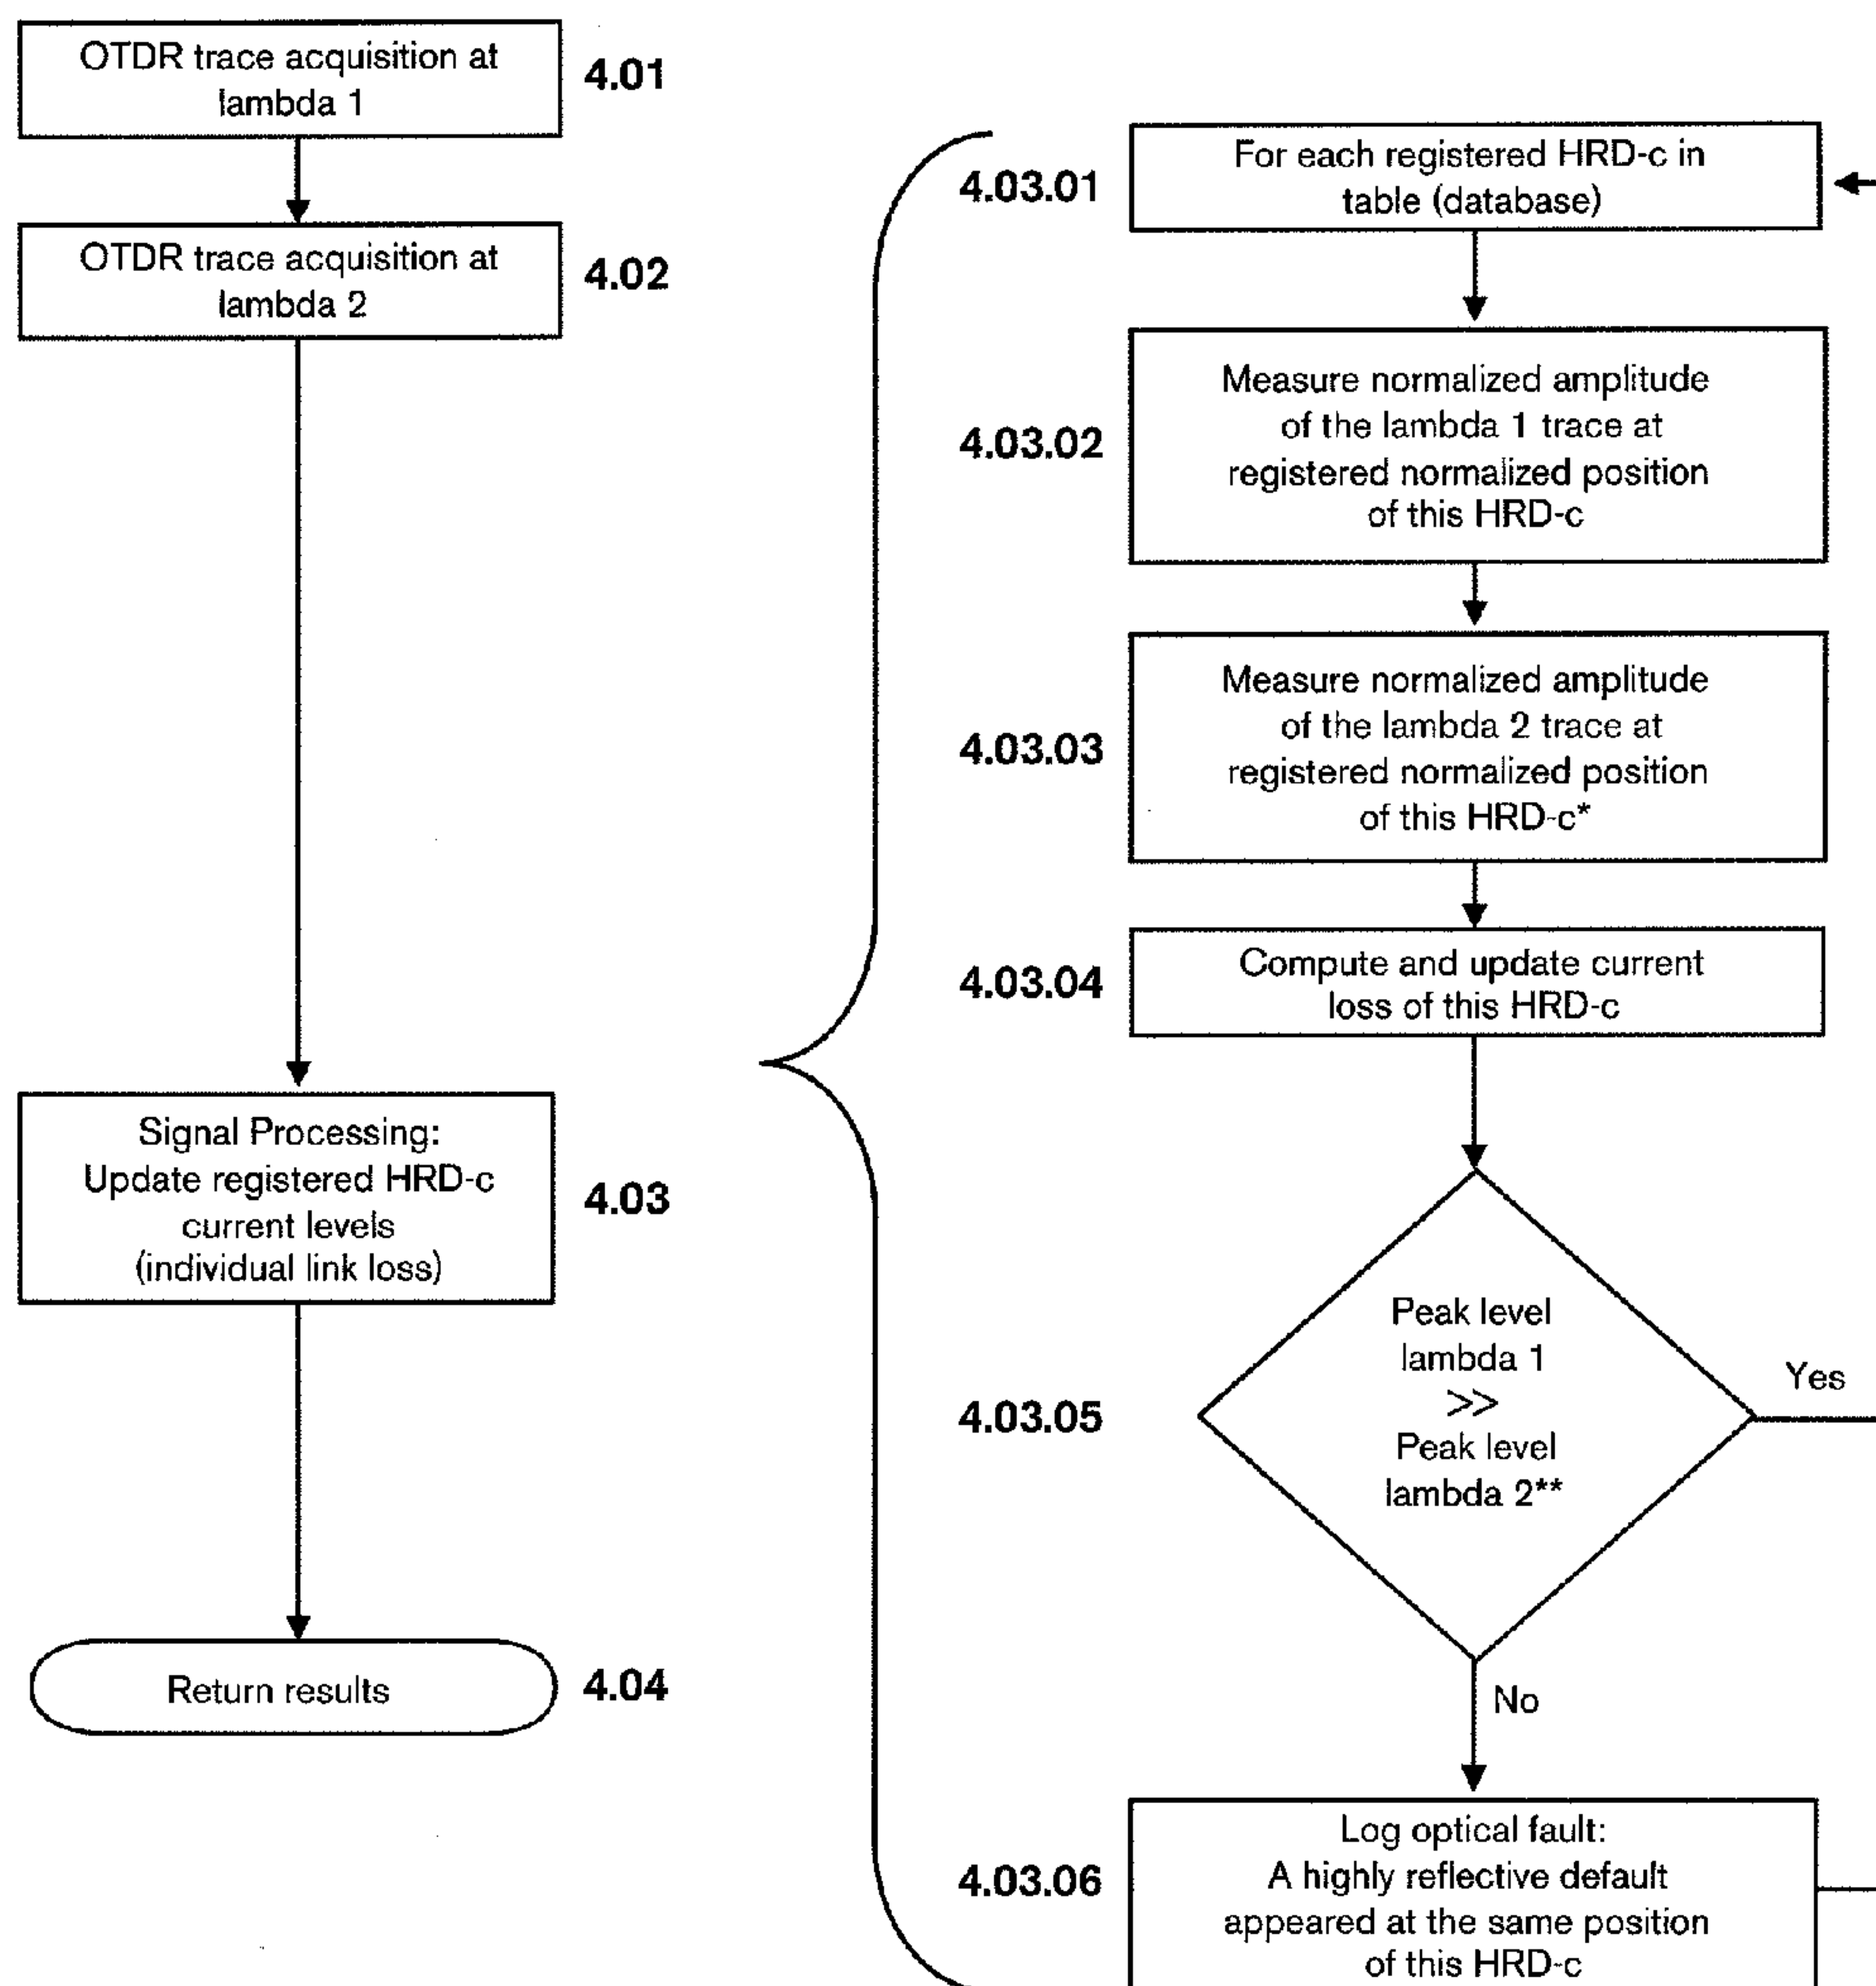 OTDR trace acquisition at
lambda 1
4.01
OTDR trace acquisition at
lambda 2
4.02
Signal Processing:
Update registered HRD-c
current levels
(individual link loss)
4.03
Return results
4.04
4.03.01
For each registered HRD-c in
table (database)
4.03.02
Measure normalized amplitude
of the lambda 1 trace at
registered normalized position
of this HRD-c
4.03.03
Measure normalized amplitude
of the lambda 2 trace at
registered normalized position
of this HRD-c*
4.03.04
Compute and update current
loss of this HRD-c
4.03.05
Peak level
lambda 1
>>
Peak level
lambda 2**
Yes
No
4.03.06
Log optical fault:
A highly reflective default
appeared at the same position
of this HRD-c